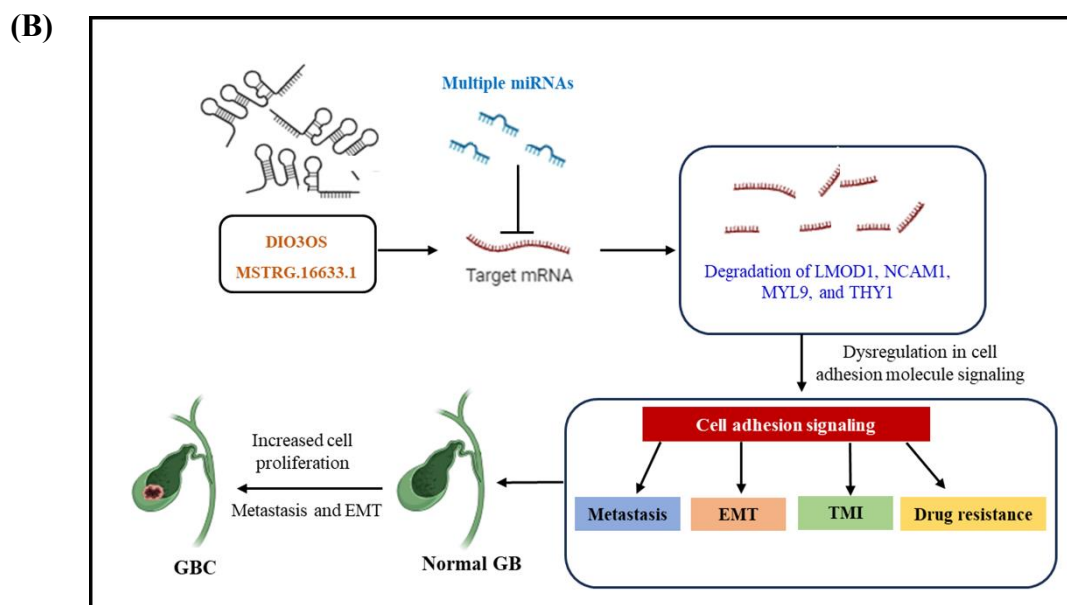 (B)
Multiple miRNAs
DIO3OS
MSTRG.16633.1
Target mRNA
Degradation of LMOD1, NCAM1,
MYL9, and THY1
Dysregulation in cell
adhesion molecule signaling
Cell adhesion signaling
Metastasis
EMT
TMI
Drug resistance
Increased cell
proliferation
Metastasis and EMT
Normal GB
GBC